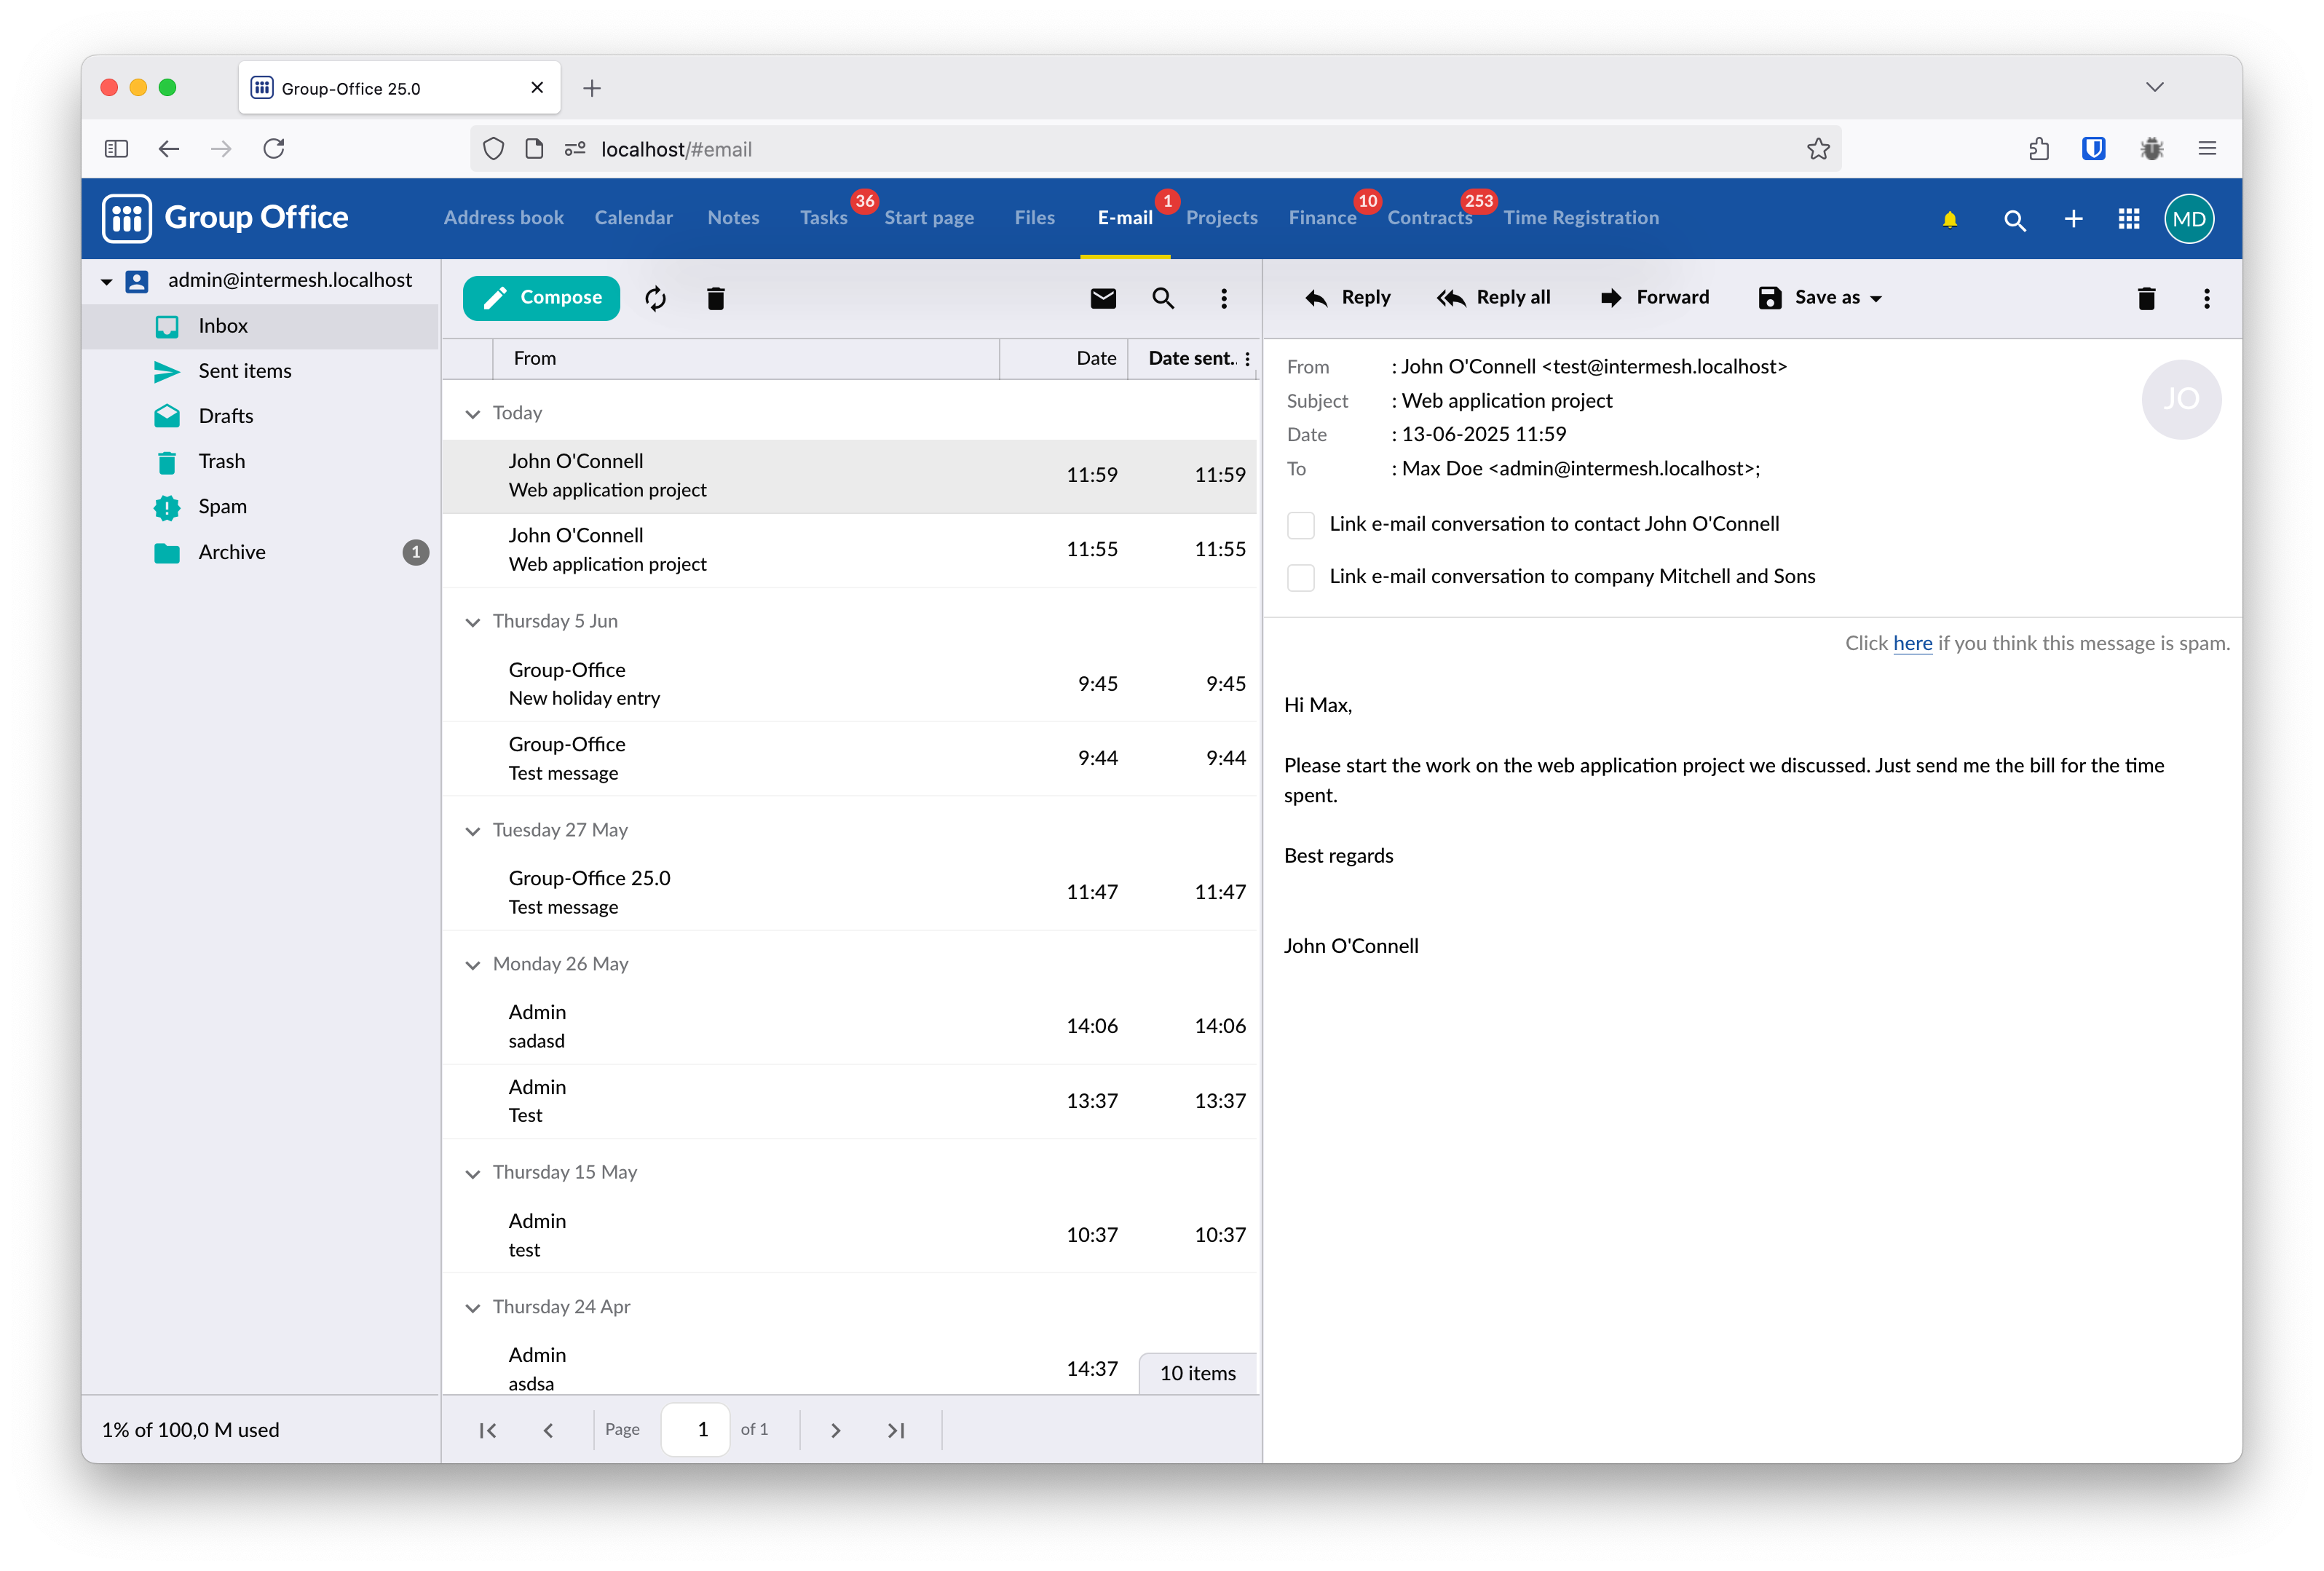 Group-Office 25.0
localhost/#email
Group Office
Address book
Calendar
Notes
Tasks
36
Start page
Files
E-mail
1
Projects
Finance
10
Contracts
253
Time Registration
MD
admin@intermesh.localhost
Inbox
Sent items
Drafts
Trash
Spam
Archive
1
1% of 100,0 M used
Compose
From
Date
Date sent..
Today
John O'Connell
Web application project
11:59
11:59
John O'Connell
Web application project
11:55
11:55
Thursday 5 Jun
Group-Office
New holiday entry
9:45
9:45
Group-Office
Test message
9:44
9:44
Tuesday 27 May
Group-Office 25.0
Test message
11:47
11:47
Monday 26 May
Admin
sadasd
14:06
14:06
Admin
Test
13:37
13:37
Thursday 15 May
Admin
test
10:37
10:37
Thursday 24 Apr
Admin
asdsa
14:37
10 items
Page
1
of 1
Reply
Reply all
Forward
Save as
From : John O'Connell <test@intermesh.localhost>
Subject : Web application project
Date : 13-06-2025 11:59
To : Max Doe <admin@intermesh.localhost>;
JO
Link e-mail conversation to contact John O'Connell
Link e-mail conversation to company Mitchell and Sons
Click here if you think this message is spam.
Hi Max,
Please start the work on the web application project we discussed. Just send me the bill for the time
spent.
Best regards
John O'Connell